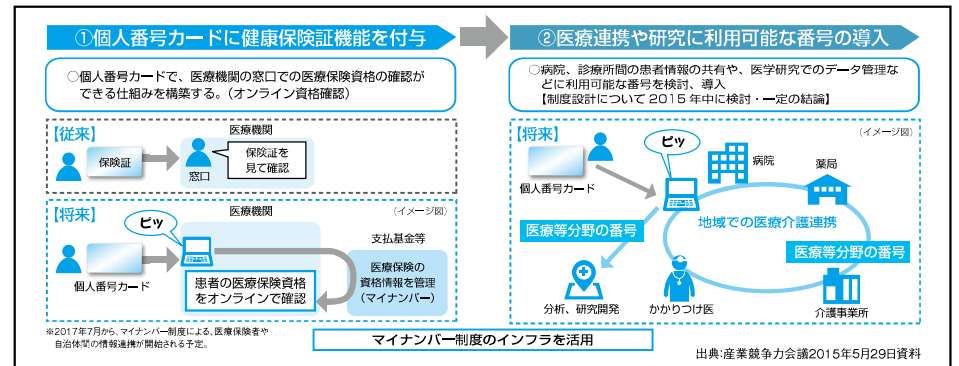 ①個人番号カードに健康保険証機能を付与
○個人番号カードで、医療機関の窓口での医療保険資格の確認が
できる仕組みを構築する。（オンライン資格確認）
【従来】
医療機関
保険証
窓口
保険証を
見て確認
【将来】
医療機関
（イメージ図）
ピッ
支払基金等
個人番号カード
患者の医療保険資格
をオンラインで確認
医療保険の
資格情報を管理
（マイナンバー）
※2017年7月から、マイナンバー制度による、医療保険者や
自治体間の情報連携が開始される予定。
②医療連携や研究に利用可能な番号の導入
○病院、診療所間の患者情報の共有や、医学研究でのデータ管理な
どに利用可能な番号を検討、導入
【制度設計について 2015 年中に検討・一定の結論】
【将来】
（イメージ図）
ピッ
病院
薬局
個人番号カード
地域での医療介護連携
医療等分野の番号
医療等分野の番号
分析、研究開発
かかりつけ医
介護事業所
マイナンバー制度のインフラを活用
出典:産業競争力会議2015年5月29日資料